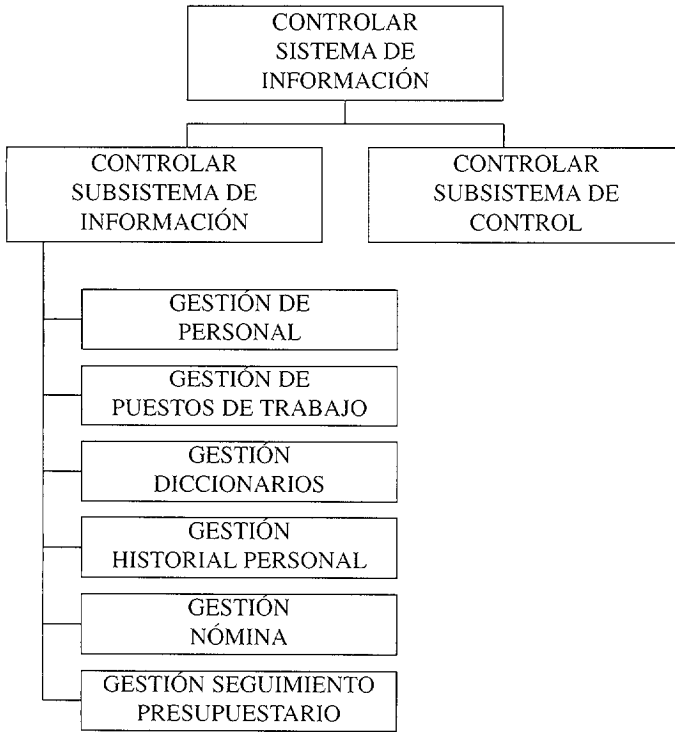 CONTROLAR
SISTEMA DE
INFORMACIÓN
CONTROLAR
SUBSISTEMA DE
INFORMACIÓN
CONTROLAR
SUBSISTEMA DE
CONTROL
GESTIÓN DE
PERSONAL
GESTIÓN DE
PUESTOS DE TRABAJO
GESTIÓN
DICCIONARIOS
GESTIÓN
HISTORIAL PERSONAL
GESTIÓN
NÓMINA
GESTIÓN SEGUIMIENTO
PRESUPUESTARIO